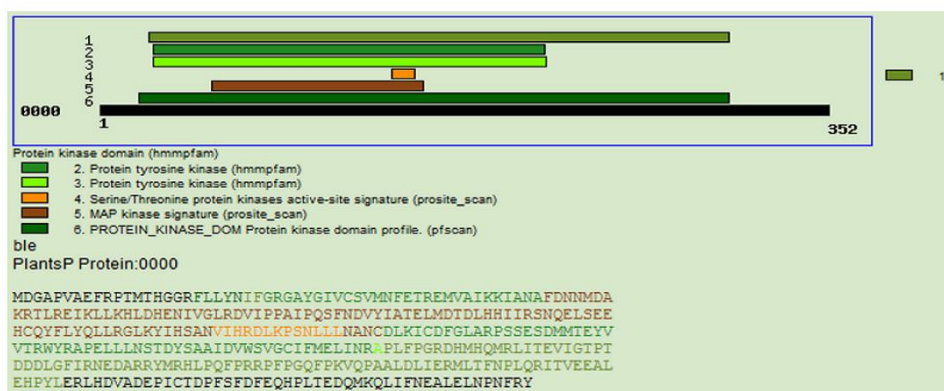 1
2
3
4
5
6
0000
1
352
1
Protein kinase domain (hmmpfam)
2. Protein tyrosine kinase (hmmpfam)
3. Protein tyrosine kinase (hmmpfam)
4. Serine/Threonine protein kinases active-site signature (prosite_scan)
5. MAP kinase signature (prosite_scan)
6. PROTEIN_KINASE_DOM Protein kinase domain profile. (pfscan)
ble
PlantsP Protein:0000
MDGAPVAEFRPTMTHGGRFLLYNIFGRGAYGIVCSVMNFETREMVAIKKIANAFDNNMDA
KRTLREIKLLKHLDHENIVGLRDVIPPAIPQSFNDVYIATELMDTDLHHIIRSNQELSEE
HCQYFLYQLLRGLKYIHSANVIHRDLKPSNLLLNANCDLKICDFGLARPSSESDMMTEYV
VTRWYRAPELLLNSTDYSAAIDVWSVGCIFMELINRAPLFPGRDHMHQMRLITEVIGTPT
DDDLGFIRNEDARRYMRHLPQFPRRPFPGQFPKVQPAALDLIERMLTFNPLQRITVEEAL
EHPYLERLHDVADEPICTDPFSFDFEQHPLTEDQMKQLIFNEALELNPNFRY